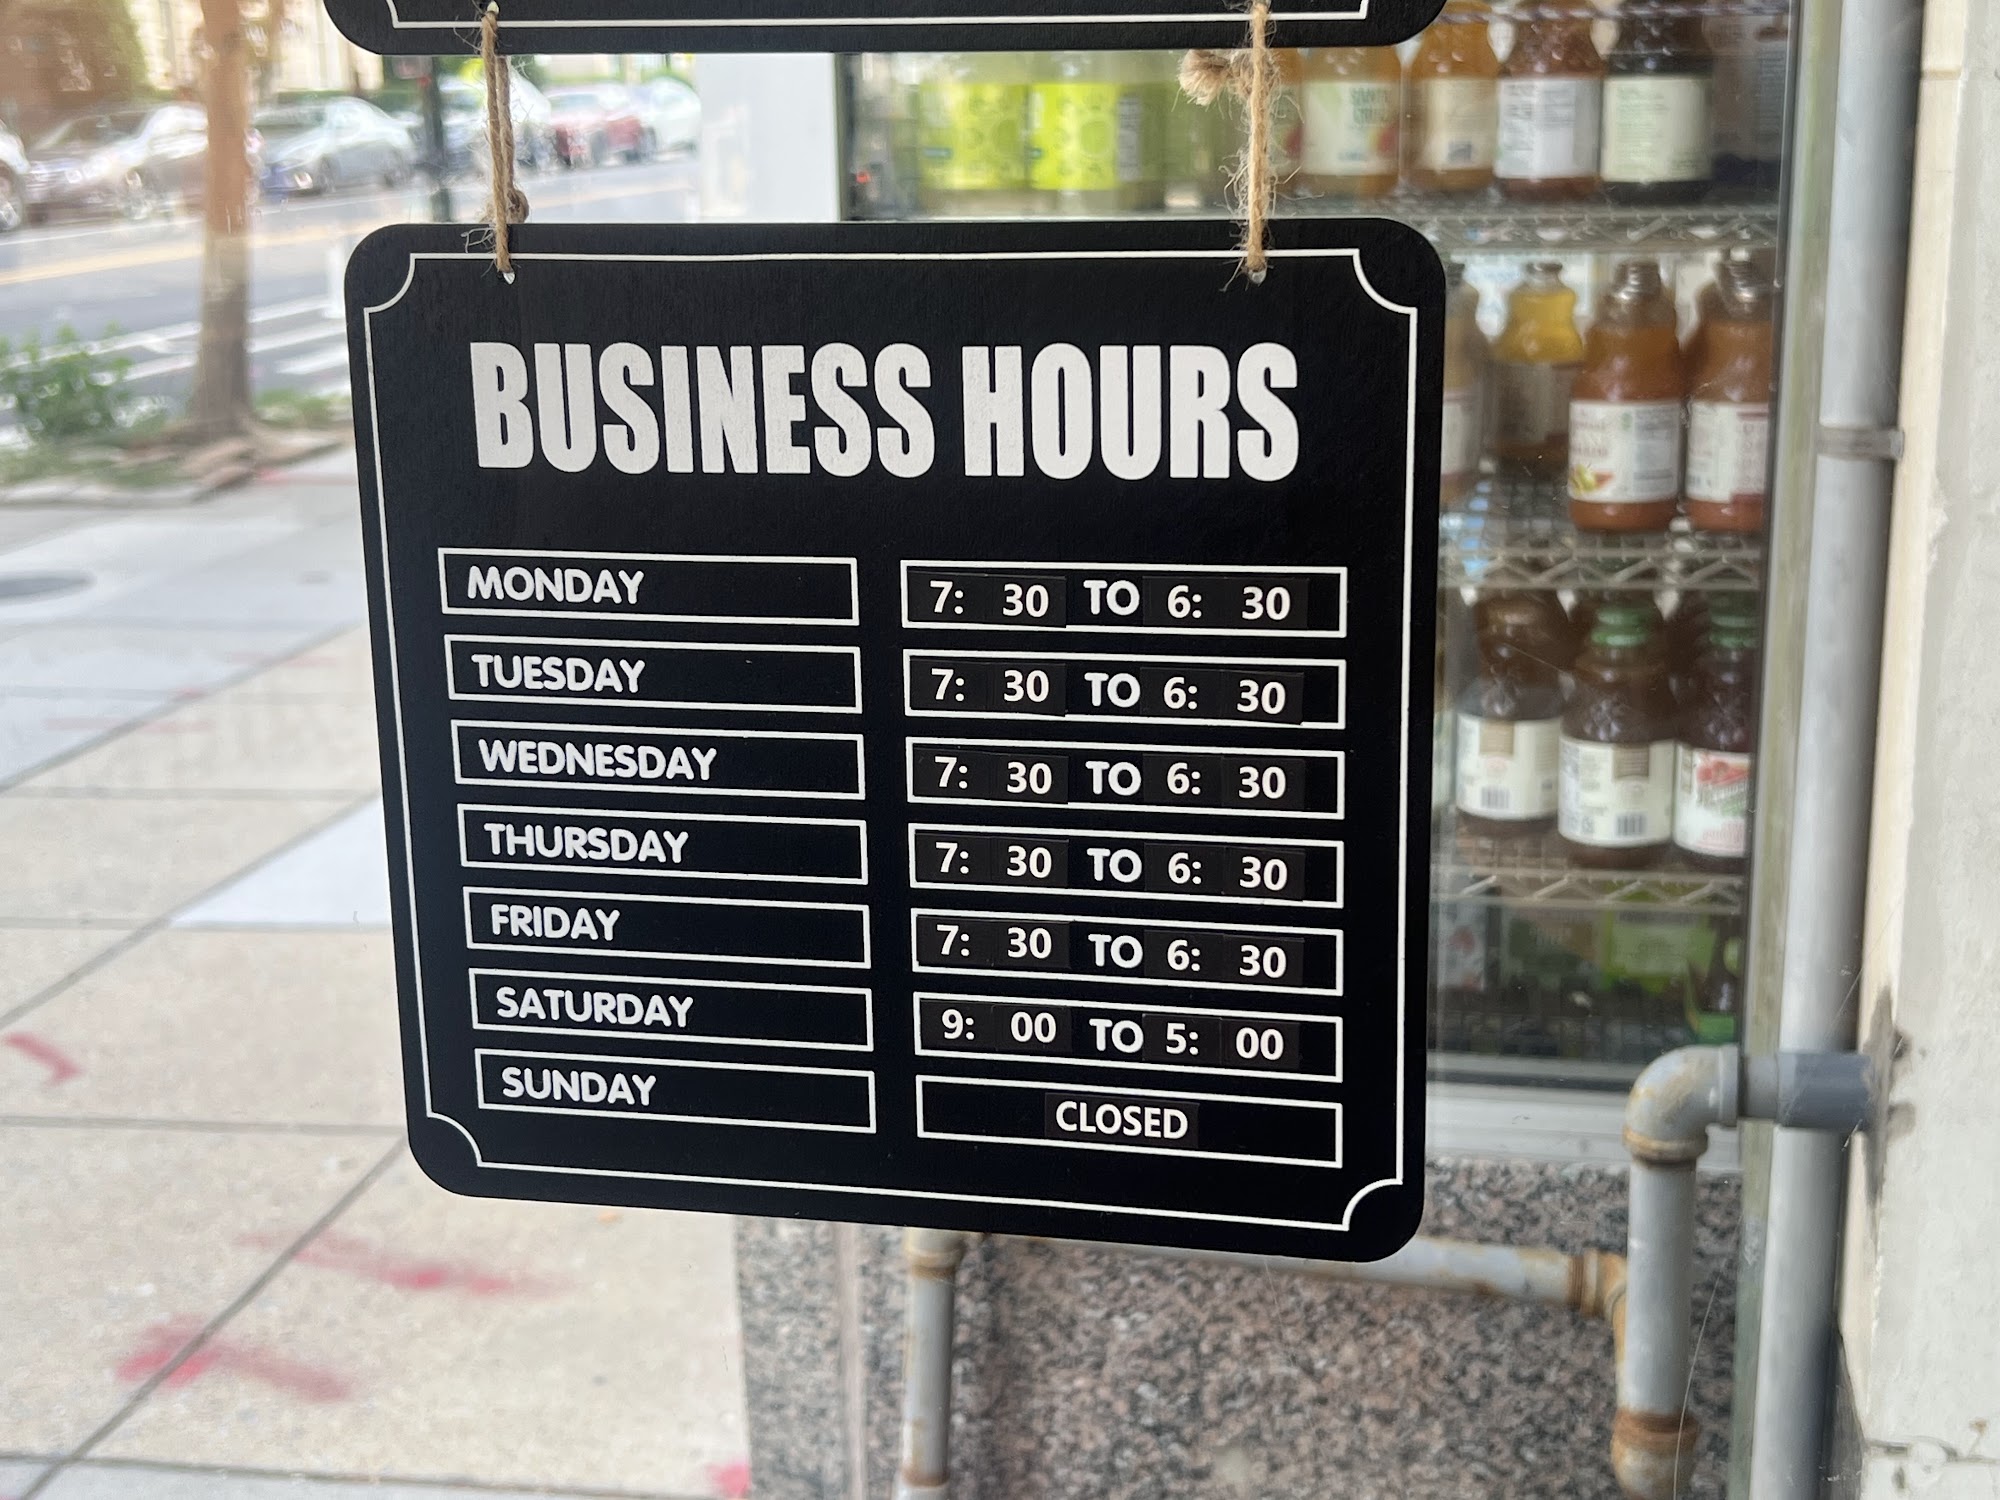 BUSINESS HOURS
MONDAY 7: 30 TO 6: 30
TUESDAY 7: 30 TO 6: 30
WEDNESDAY 7: 30 TO 6: 30
THURSDAY 7: 30 TO 6: 30
FRIDAY 7: 30 TO 6: 30
SATURDAY 9: 00 TO 5: 00
SUNDAY CLOSED